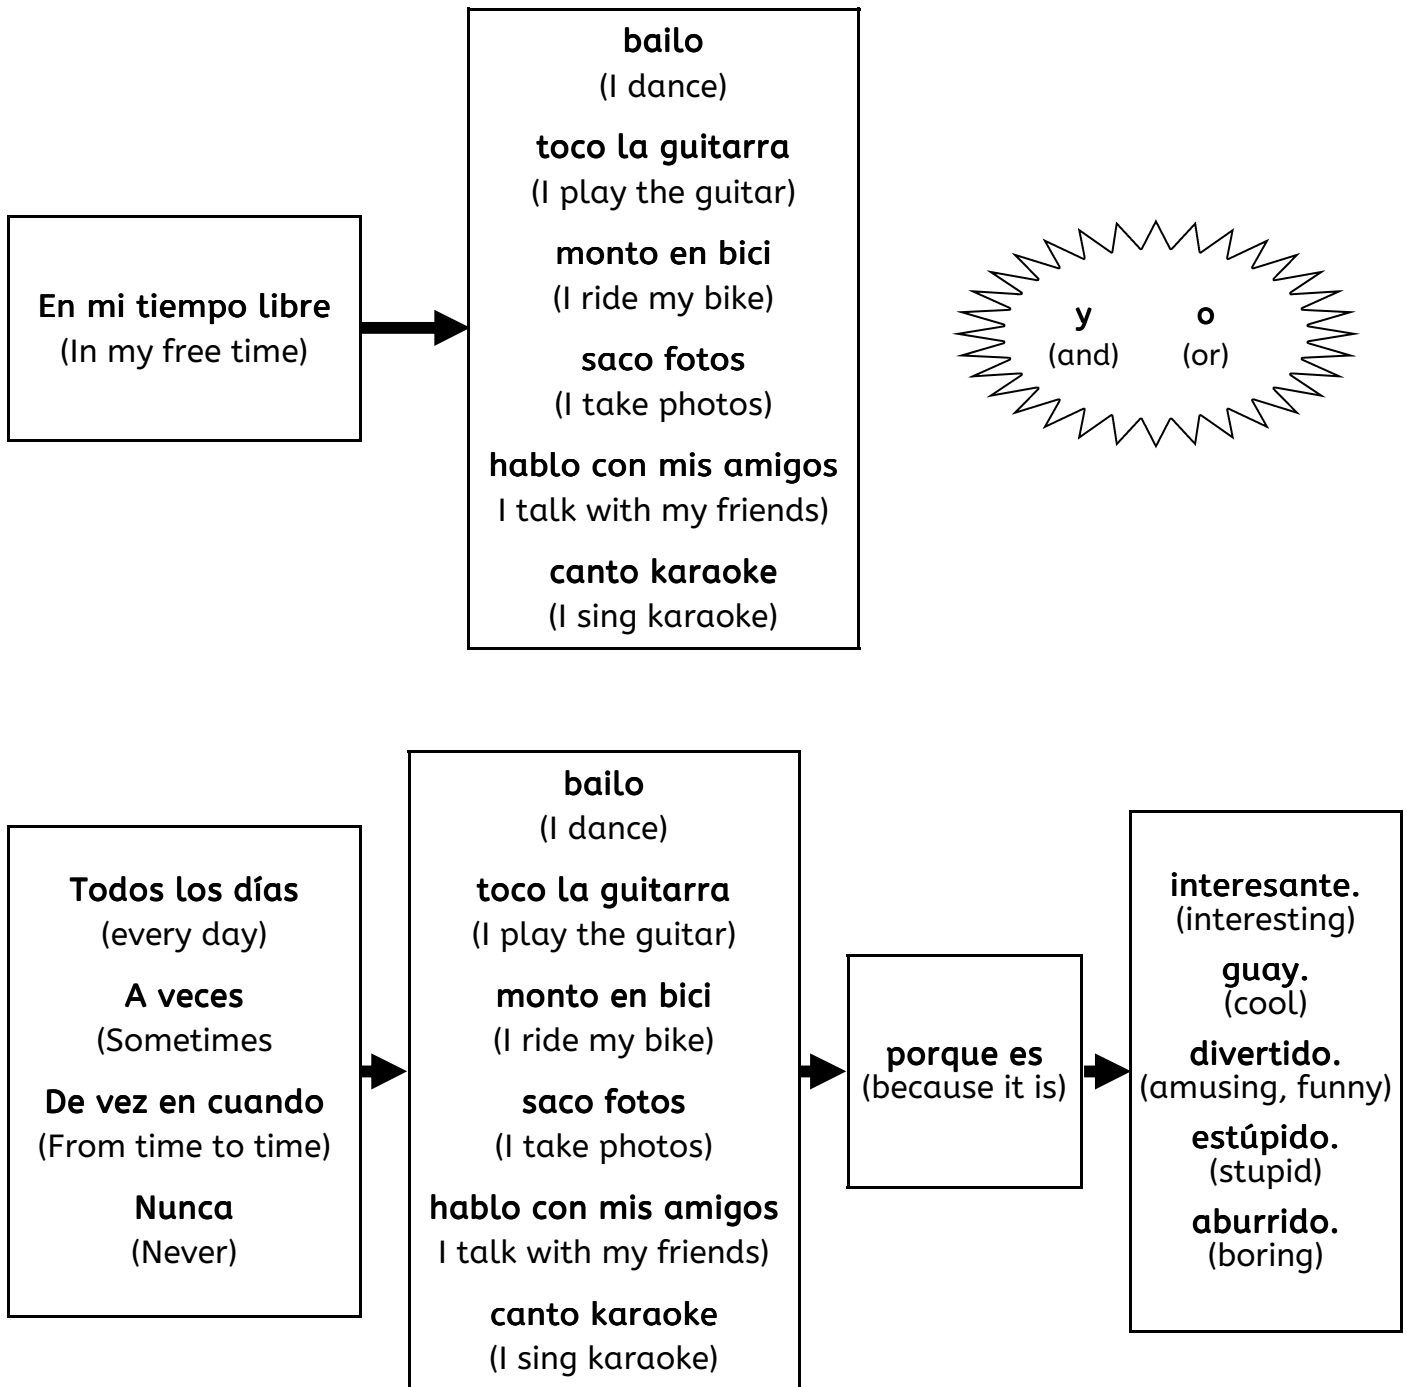 En mi tiempo libre
(In my free time)
bailo
(I dance)
toco la guitarra
(I play the guitar)
monto en bici
(I ride my bike)
saco fotos
(I take photos)
hablo con mis amigos
I talk with my friends)
canto karaoke
(I sing karaoke)
y o
(and) (or)
Todos los días
(every day)
A veces
(Sometimes
De vez en cuando
(From time to time)
Nunca
(Never)
bailo
(I dance)
toco la guitarra
(I play the guitar)
monto en bici
(I ride my bike)
saco fotos
(I take photos)
hablo con mis amigos
I talk with my friends)
canto karaoke
(I sing karaoke)
porque es
(because it is)
interesante.
(interesting)
guay.
(cool)
divertido.
(amusing, funny)
estúpido.
(stupid)
aburrido.
(boring)